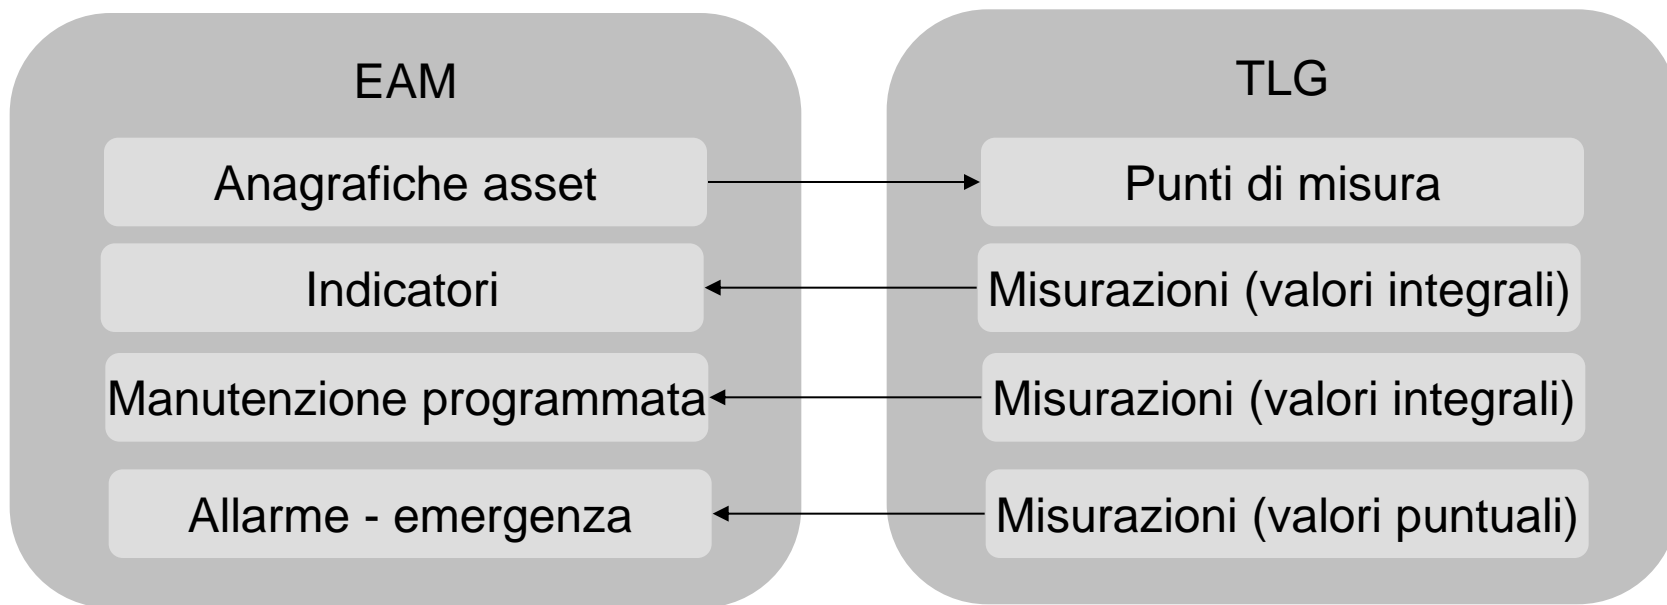 EAM
TLG
Anagrafiche asset
Punti di misura
Indicatori
Misurazioni (valori integrali)
Manutenzione programmata
Misurazioni (valori integrali)
Allarme - emergenza
Misurazioni (valori puntuali)